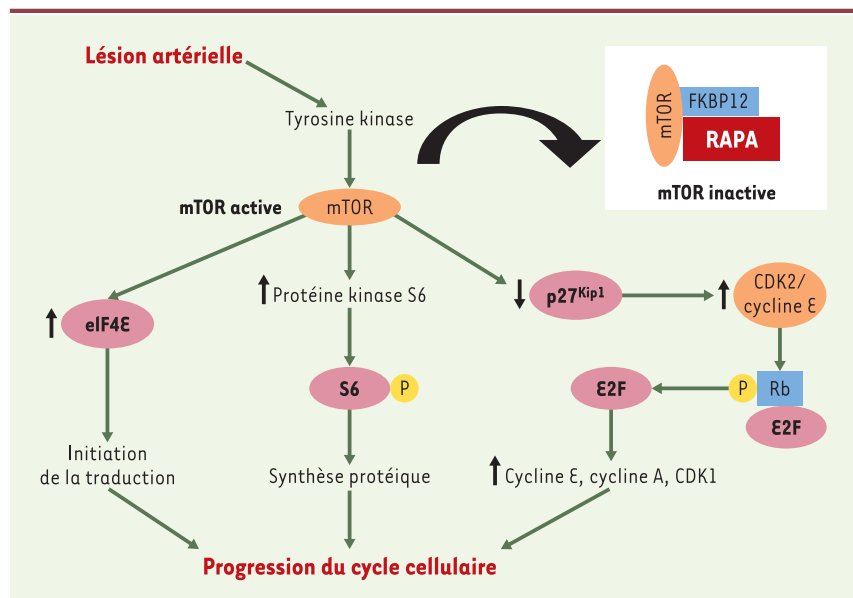 Lésion artérielle
Tyrosine kinase
mTOR
FKBP12
RAPA
mTOR inactive
mTOR active
mTOR
Protéine kinase S6
p27Kip1
CDK2/
cycline E
eIF4E
S6
P
E2F
P
Rb
E2F
Initiation
de la traduction
Synthèse protéique
Cycline E, cycline A, CDK1
Progression du cycle cellulaire